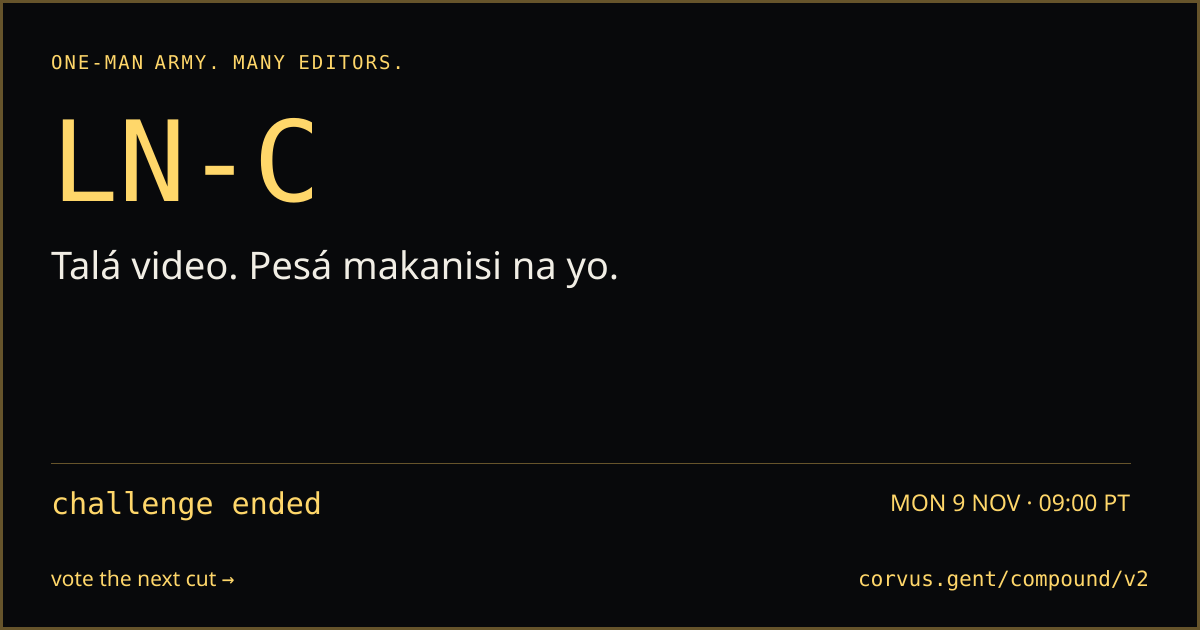 ONE-MAN ARMY. MANY EDITORS.
LN-C
Talá video. Pesá makanisi na yo.
challenge ended
MON 9 NOV · 09:00 PT
vote the next cut →
corvus.gent/compound/v2